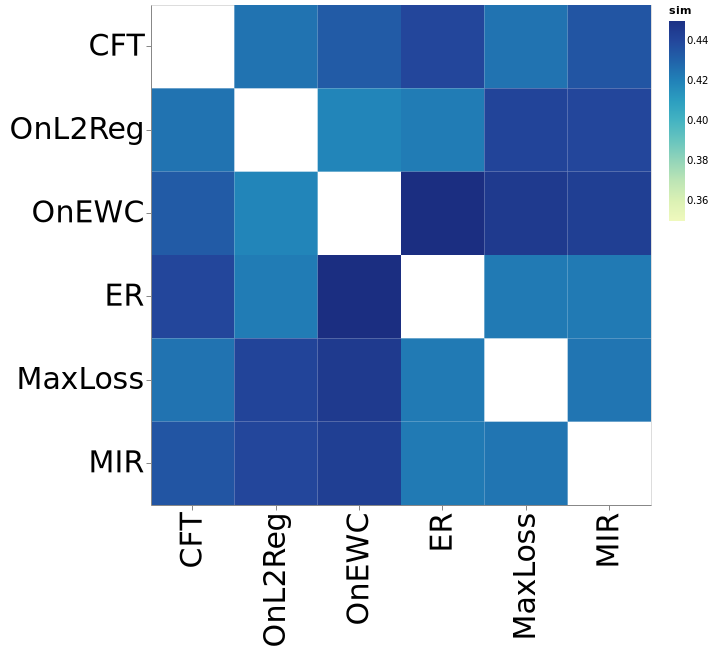 sim
0.44
0.42
0.40
0.38
0.36
CFT
OnL2Reg
OnEWC
ER
MaxLoss
MIR
CFT
OnL2Reg
OnEWC
ER
MaxLoss
MIR